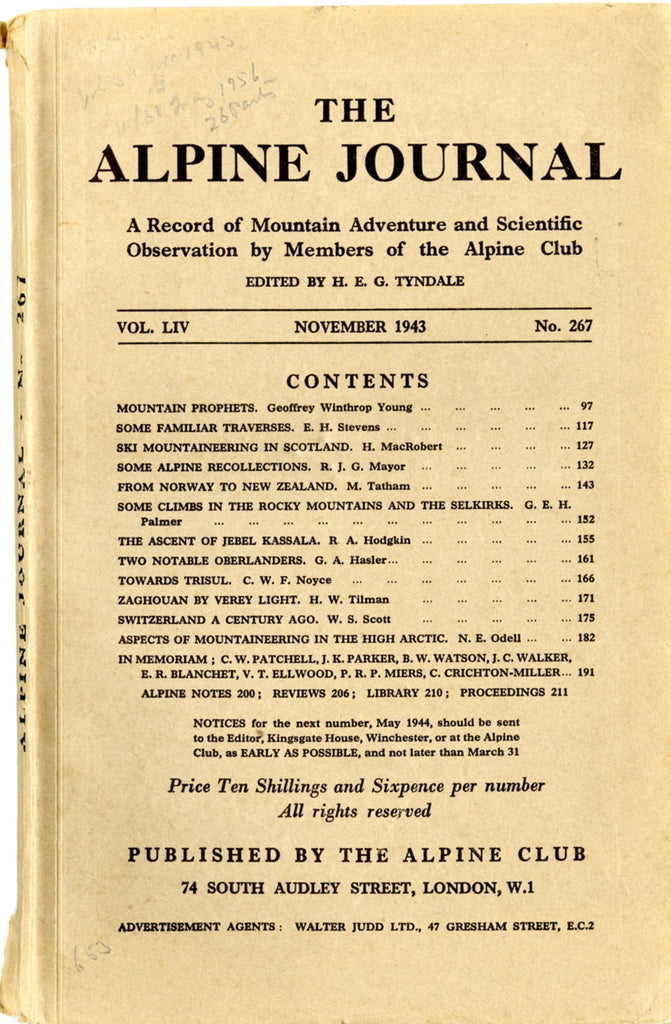 1956
THE
ALPINE JOURNAL
A Record of Mountain Adventure and Scientific
Observation by Members of the Alpine Club
EDITED BY H. E. G. TYNDALE
VOL. LIV NOVEMBER 1943 No. 267
CONTENTS
MOUNTAIN PROPHETS. Geoffrey Winthrop Young ... ... ... ... ... 97
SOME FAMILIAR TRAVERSES. E. H. Stevens ... ... ... ... ... ... 117
SKI MOUNTAINEERING IN SCOTLAND. H. MacRobert ... ... ... ... 127
SOME ALPINE RECOLLECTIONS. R. J. G. Mayor ... ... ... ... ... 132
FROM NORWAY TO NEW ZEALAND. M. Tatham ... ... ... ... ... 143
SOME CLIMBS IN THE ROCKY MOUNTAINS AND THE SELKIRKS. G. E. H.
Palmer ... ... ... ... ... ... ... ... ... ... ... 152
THE ASCENT OF JEBEL KASSALA. R. A. Hodgkin ... ... ... ... ... 155
TWO NOTABLE OBERLANDERS. G. A. Hasler... ... ... ... ... ... 161
TOWARDS TRISUL. C. W. F. Noyce ... ... ... ... ... ... ... 166
ZAGHOUAN BY VEREY LIGHT. H. W. Tilman ... ... ... ... ... 171
SWITZERLAND A CENTURY AGO. W. S. Scott ... ... ... ... ... 175
ASPECTS OF MOUNTAINEERING IN THE HIGH ARCTIC. N. E. Odell ... ... 182
IN MEMORIAM ; C. W. PATCHELL, J. K. PARKER, B. W. WATSON, J. C. WALKER,
E. R. BLANCHET, V. T. ELLWOOD, P. R. P. MIERS, C. CRICHTON-MILLER... 191
ALPINE NOTES 200 ; REVIEWS 206 ; LIBRARY 210 ; PROCEEDINGS 211
NOTICES for the next number, May 1944, should be sent
to the Editor, Kingsgate House, Winchester, or at the Alpine
Club, as EARLY AS POSSIBLE, and not later than March 31
Price Ten Shillings and Sixpence per number
All rights reserved
PUBLISHED BY THE ALPINE CLUB
74 SOUTH AUDLEY STREET, LONDON, W.1
ADVERTISEMENT AGENTS : WALTER JUDD LTD., 47 GRESHAM STREET, E.C.2
653
ALPINE JOURNAL . No. 267